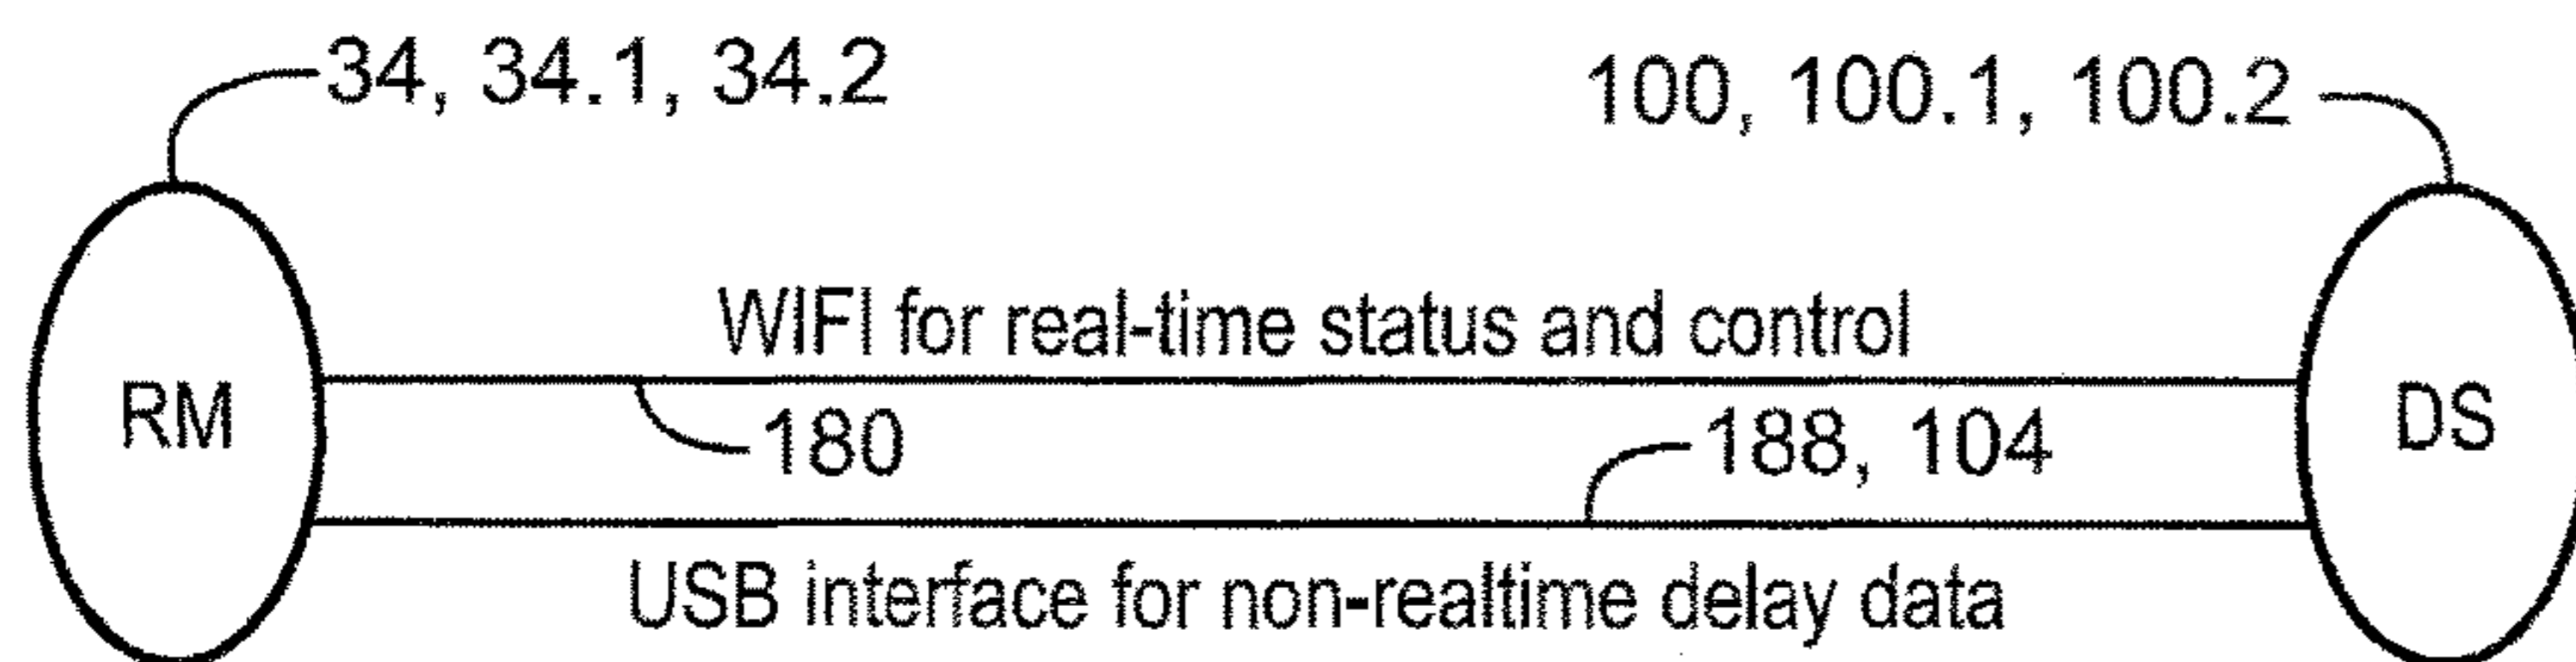 34, 34.1, 34.2
100, 100.1, 100.2
WIFI for real-time status and control
RM
180
188, 104
DS
USB interface for non-realtime delay data